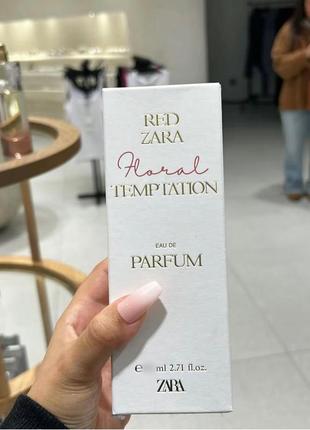 RED
ZARA
Floral
TEMPTATION
EAU DE
PARFUM
e ml 2.71 fl.oz.
ZARA